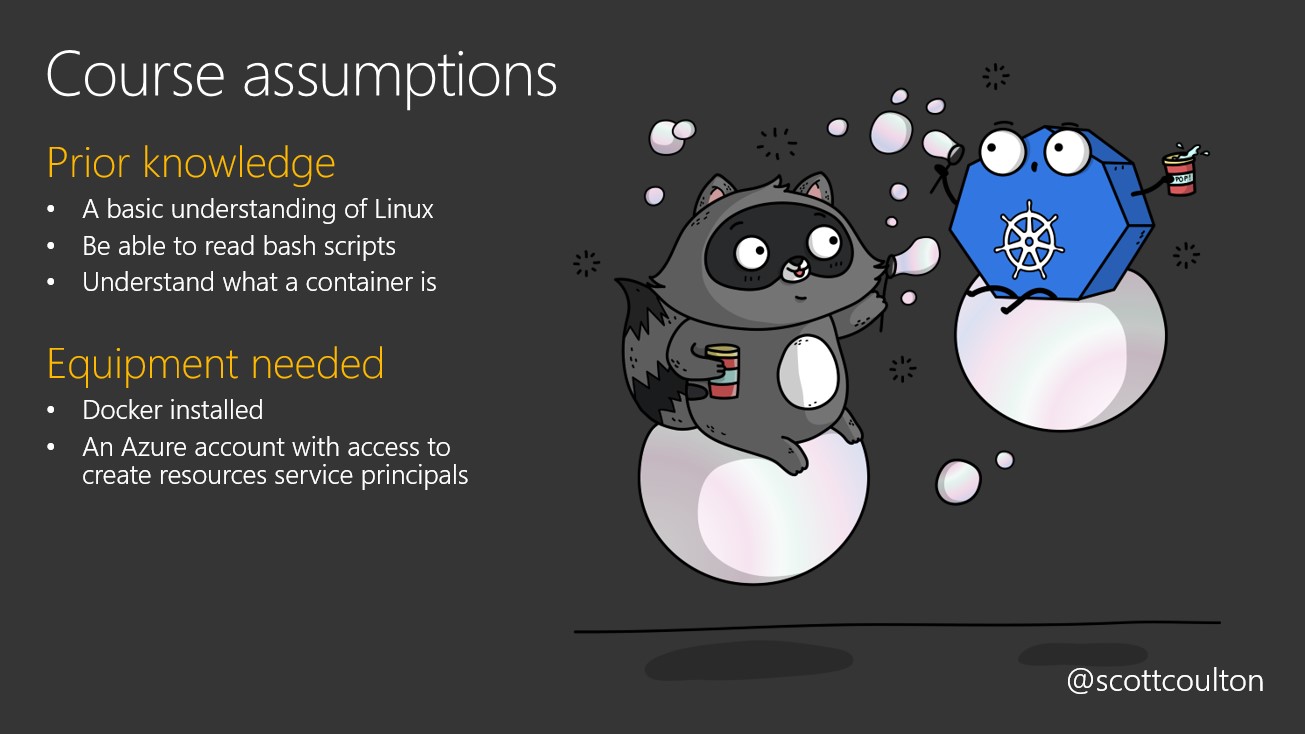 Course assumptions
Prior knowledge
• A basic understanding of Linux
• Be able to read bash scripts
• Understand what a container is
Equipment needed
• Docker installed
• An Azure account with access to
create resources service principals
POP!
@scottcoulton